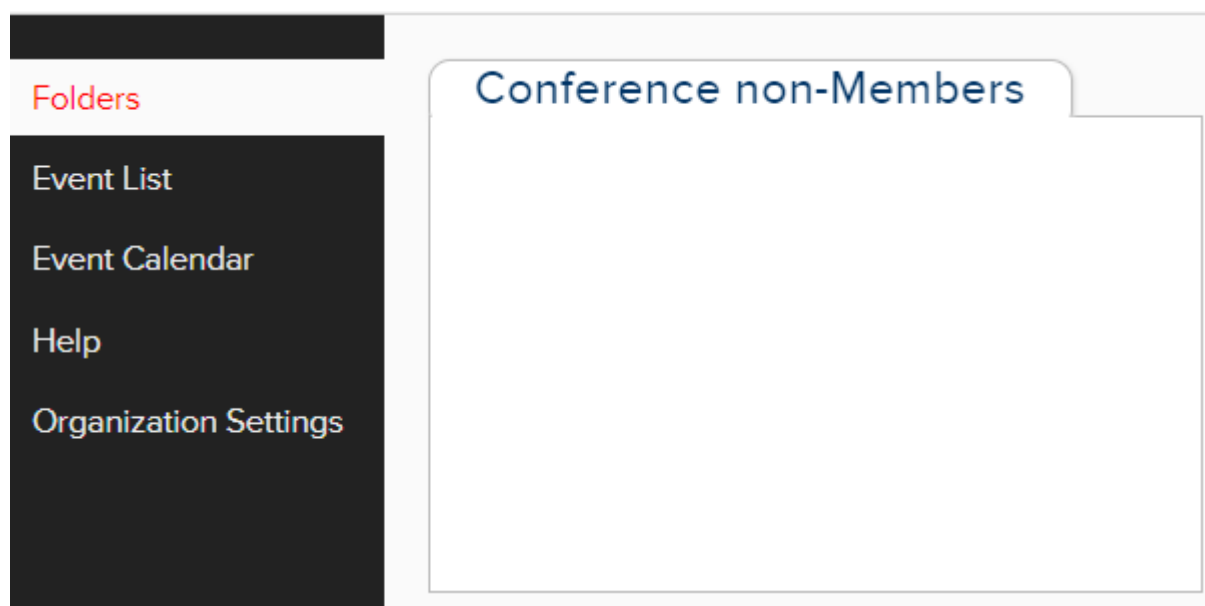 Folders
Event List
Event Calendar
Help
Organization Settings
Conference non-Members